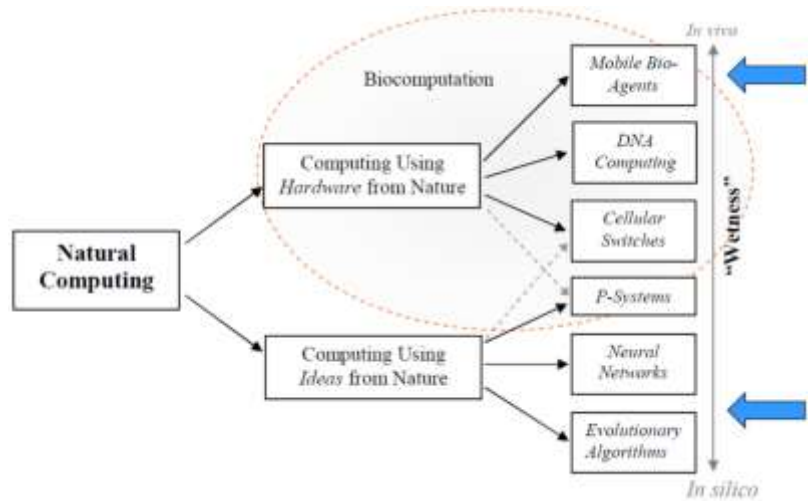 In vivo
Mobile Bio-
Agents
Biocomputation
DNA
Computing
Computing Using
Hardware from Nature
Cellular
Switches
"Wetness"
Natural
Computing
P-Systems
Computing Using
Ideas from Nature
Neural
Networks
Evolutionary
Algorithms
In silico